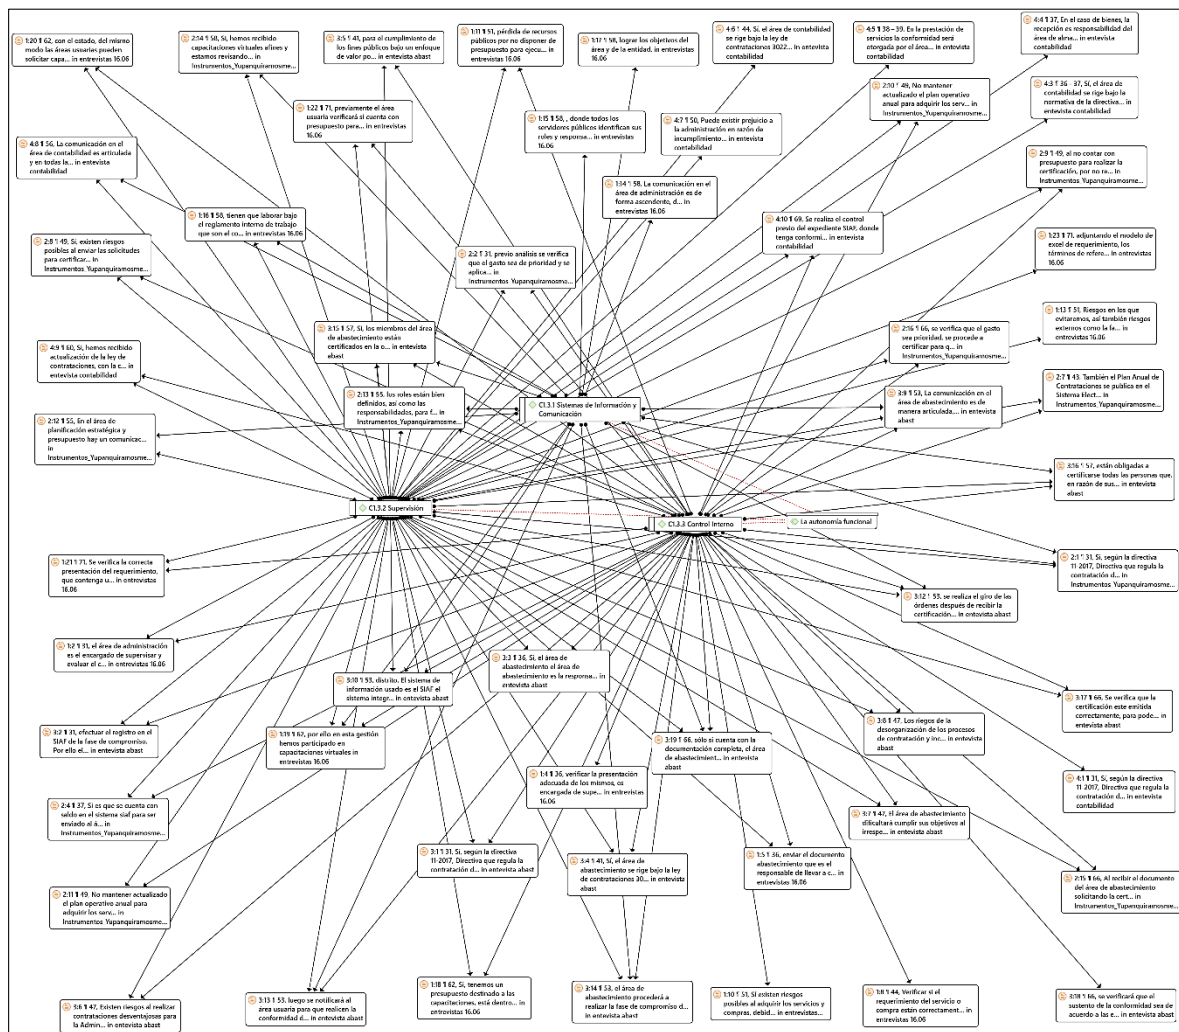 1:20 ¶ 62, con el estado, del mismo
modo las áreas usuarias pueden
solicitar capa... in entrevistas 16.06
2:14 ¶ 58, Sí, hemos recibido
capacitaciones virtuales afines y
estamos revisando... in
Instrumentos_Yupanquiramosme...
3:5 ¶ 41, para el cumplimiento de
los fines públicos bajo un enfoque
de valor po... in entevista abast
1:11 ¶ 51, pérdida de recursos
públicos por no disponer de
presupuesto para ejecu... in
entrevistas 16.06
1:17 ¶ 58, lograr los objetivos del
área y de la entidad. in entrevistas
16.06
4:6 ¶ 44, Sí, el área de contabilidad
se rige bajo la ley de
contrataciones 3022... in entevista
contabilidad
4:5 ¶ 38 – 39, En la prestación de
servicios la conformidad será
otorgada por el área... in entevista
contabilidad
4:4 ¶ 37, En el caso de bienes, la
recepción es responsabilidad del
área de alma... in entevista
contabilidad
1:22 ¶ 71, previamente el área
usuaria verificará si cuenta con
presupuesto para... in entrevistas
16.06
1:15 ¶ 58, , donde todos los
servidores públicos identifican sus
roles y responsa... in entrevistas
16.06
4:7 ¶ 50, Puede existir prejuicio a
la administración en razón de
incumplimiento... in entevista
contabilidad
2:10 ¶ 49, No mantener
actualizado el plan operativo
anual para adquirir los serv... in
Instrumentos_Yupanquiramosme...
4:3 ¶ 36 – 37, Sí, el área de
contabilidad se rige bajo la
normativa de la directiva... in
entevista contabilidad
4:8 ¶ 56, La comunicación en el
área de contabilidad es articulada
y en todas la... in entevista
contabilidad
2:9 ¶ 49, al no contar con
presupuesto para realizar la
certificación, por no re... in
Instrumentos_Yupanquiramosme...
1:14 ¶ 58. La comunicación en el
área de administración es de
forma ascendente, d... in
entrevistas 16.06
1:16 ¶ 58, tienen que laborar bajo
el reglamento interno de trabajo
que son el co... in entrevistas 16.06
4:10 ¶ 69. Se realiza el control
previo del expediente SIAF, donde
tenga conformi... in entevista
contabilidad
2:8 ¶ 49, Sí, existen riesgos
posibles al enviar las solicitudes
para certificar... in
Instrumentos_Yupanquiramosme...
2:2 ¶ 31, previo análisis se verifica
que el gasto sea de prioridad y se
aplica... in
Instrumentos_Yupanquiramosme...
1:23 ¶ 71, adjuntando el modelo de
excel de requerimiento, los
términos de refere... in entrevistas
16.06
3:15 ¶ 57, Sí, los miembros del área
de abastecimiento están
certificados en la o... in entevista
abast
1:13 ¶ 51, Riesgos en los que
evitaremos, así también riesgos
externos como la fa... in
entrevistas 16.06
4:9 ¶ 60, Sí, hemos recibido
actualización de la ley de
contrataciones, con la c... in
entevista contabilidad
2:16 ¶ 66, se verifica que el gasto
sea prioridad, se procede a
certificar para q... in
Instrumentos_Yupanquiramosme...
2:13 ¶ 55, los roles están bien
definidos, así como las
responsabilidades, para f... in
Instrumentos_Yupanquiramosme...
3:9 ¶ 53, La comunicación en el
área de abastecimiento es de
manera articulada,... in entevista
abast
2:7 ¶ 43. También el Plan Anual de
Contrataciones se publica en el
Sistema Elect... in
Instrumentos_Yupanquiramosme...
C1.3.1 Sistemas de Información y
Comunicación
2:12 ¶ 55, En el área de
planificación estratégica y
presupuesto hay un comunicac...
in
Instrumentos_Yupanquiramosme...
3:16 ¶ 57, están obligadas a
certificarse todas las personas que,
en razón de sus... in entevista
abast
C1.3.2 Supervisión
C1.3.3 Control Interno
La autonomía funcional
1:21 ¶ 71, Se verifica la correcta
presentación del requerimiento,
que contenga u... in entrevistas
16.06
2:1 ¶ 31, Sí, según la directiva
11-2017, Directiva que regula la
contratación d... in
Instrumentos_Yupanquiramosme...
3:12 ¶ 53, se realiza el giro de las
órdenes después de recibir la
certificación... in entevista abast
1:2 ¶ 31, el área de administración
es el encargado de supervisar y
evaluar el c... in entrevistas 16.06
3:3 ¶ 36, Sí, el área de
abastecimiento el área de
abastecimiento es la responsa... in
entevista abast
3:10 ¶ 53, distrito. El sistema de
información usado es el SIAF el
sistema integr... in entevista abast
3:17 ¶ 66, Se verifica que la
certificación este emitida
correctamente, para pode... in
entevista abast
3:2 ¶ 31, efectuar el registro en el
SIAF de la fase de compromiso.
Por ello el... in entevista abast
1:19 ¶ 62, por ello en esta gestión
hemos participado en
capacitaciones virtuales in
entrevistas 16.06
3:19 ¶ 66, sólo si cuenta con la
documentación completa, el área
de abastecimient... in entevista
abast
3:8 ¶ 47, Los riegos de la
desorganización de los procesos
de contratación y inc... in
entevista abast
1:4 ¶ 36, verificar la presentación
adecuada de los mismos, es
encargada de supe... in entrevistas
16.06
4:1 ¶ 31, Sí, según la directiva
11 2017, Directiva que regula la
contratación d... in entevista
contabilidad
2:4 ¶ 37, Si es que se cuenta con
saldo en el sistema siaf para ser
enviado al á... in
Instrumentos_Yupanquiramosme...
3:7 ¶ 47, El área de abastecimiento
dificultará cumplir sus objetivos al
irrespe... in entevista abast
3:1 ¶ 31, Sí, según la directiva
11-2017, Directiva que regula la
contratación d... in entevista abast
3:4 ¶ 41, Sí, el área de
abastecimiento se rige bajo la ley
de contrataciones 30... in
entevista abast
1:5 ¶ 36, enviar el documento
abastecimiento que es el
responsable de llevar a c... in
entrevistas 16.06
2:15 ¶ 66, Al recibir el documento
del área de abastecimiento
solicitando la cert... in
Instrumentos_Yupanquiramosme...
2:11 ¶ 49, No mantener actualizado
el plan operativo anual para
adquirir los serv... in
Instrumentos_Yupanquiramosme...
3:6 ¶ 47, Existen riesgos al realizar
contrataciones desventajosas para
la Admin... in entevista abast
3:13 ¶ 53, luego se notificará al
área usuaria para que realicen la
conformidad d... in entevista abast
1:18 ¶ 62, Sí, tenemos un
presupuesto destinado a las
capacitaciones, está dentro...
in entrevistas 16.06
3:14 ¶ 53, el área de
abastecimiento procederá a
realizar la fase de compromiso d...
in entevista abast
1:10 ¶ 51, Sí existen riesgos
posibles al adquirir los servicios y
compras, debid... in entrevistas...
16.06
1:8 ¶ 44, Verificar si el
requerimiento del servicio o
compra están correctament... in
entrevistas 16.06
3:18 ¶ 66, se verificará que el
sustento de la conformidad sea de
acuerdo a las e... in entevista abast